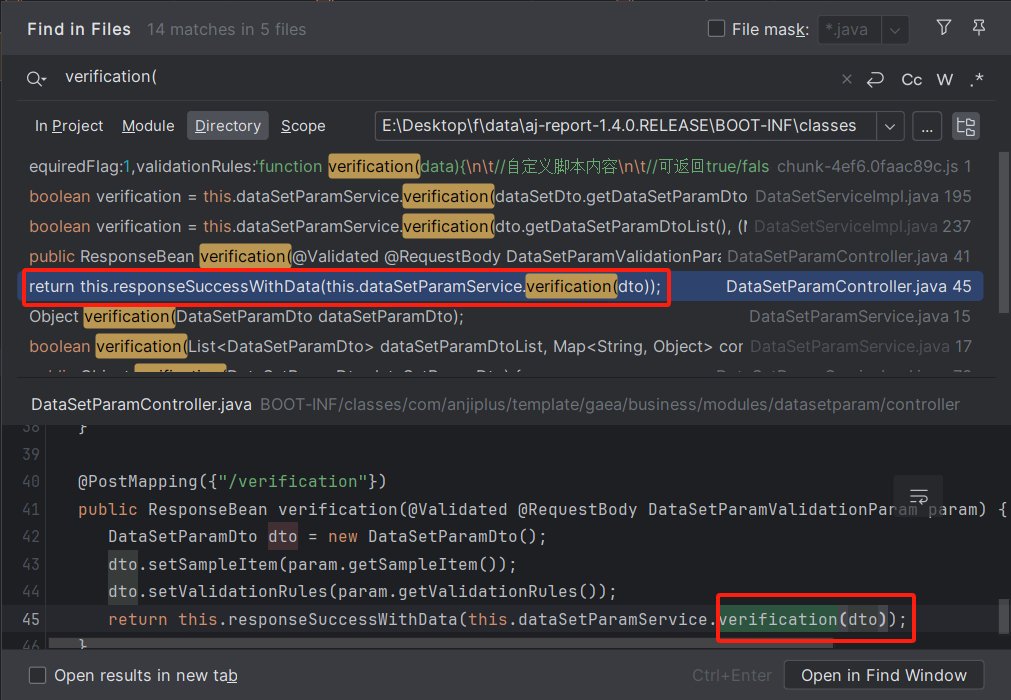 Find in Files 14 matches in 5 files File mask: *.java
verification( Cc W .*
In Project Module Directory Scope E:\Desktop\f\data\aj-report-1.4.0.RELEASE\BOOT-INF\classes ...
equiredFlag:1,validationRules:'function verification(data){\n\t//自定义脚本内容\n\t//可返回true/fals chunk-4ef6.0faac89c.js 1
boolean verification = this.dataSetParamService.verification(dataSetDto.getDataSetParamDto DataSetServiceImpl.java 195
boolean verification = this.dataSetParamService.verification(dto.getDataSetParamDtoList(), (M DataSetServiceImpl.java 237
public ResponseBean verification(@Validated @RequestBody DataSetParamValidationPara DataSetParamController.java 41
return this.responseSuccessWithData(this.dataSetParamService.verification(dto)); DataSetParamController.java 45
Object verification(DataSetParamDto dataSetParamDto); DataSetParamService.java 15
boolean verification(List<DataSetParamDto> dataSetParamDtoList, Map<String, Object> cor DataSetParamService.java 17
DataSetParamController.java BOOT-INF/classes/com/anjiplus/template/gaea/business/modules/datasetparam/controller
38 }
39
40 @PostMapping({"/verification"})
41 public ResponseBean verification(@Validated @RequestBody DataSetParamValidationParam param) {
42 DataSetParamDto dto = new DataSetParamDto();
43 dto.setSampleItem(param.getSampleItem());
44 dto.setValidationRules(param.getValidationRules());
45 return this.responseSuccessWithData(this.dataSetParamService.verification(dto));
46 }
Open results in new tab Ctrl+Enter Open in Find Window